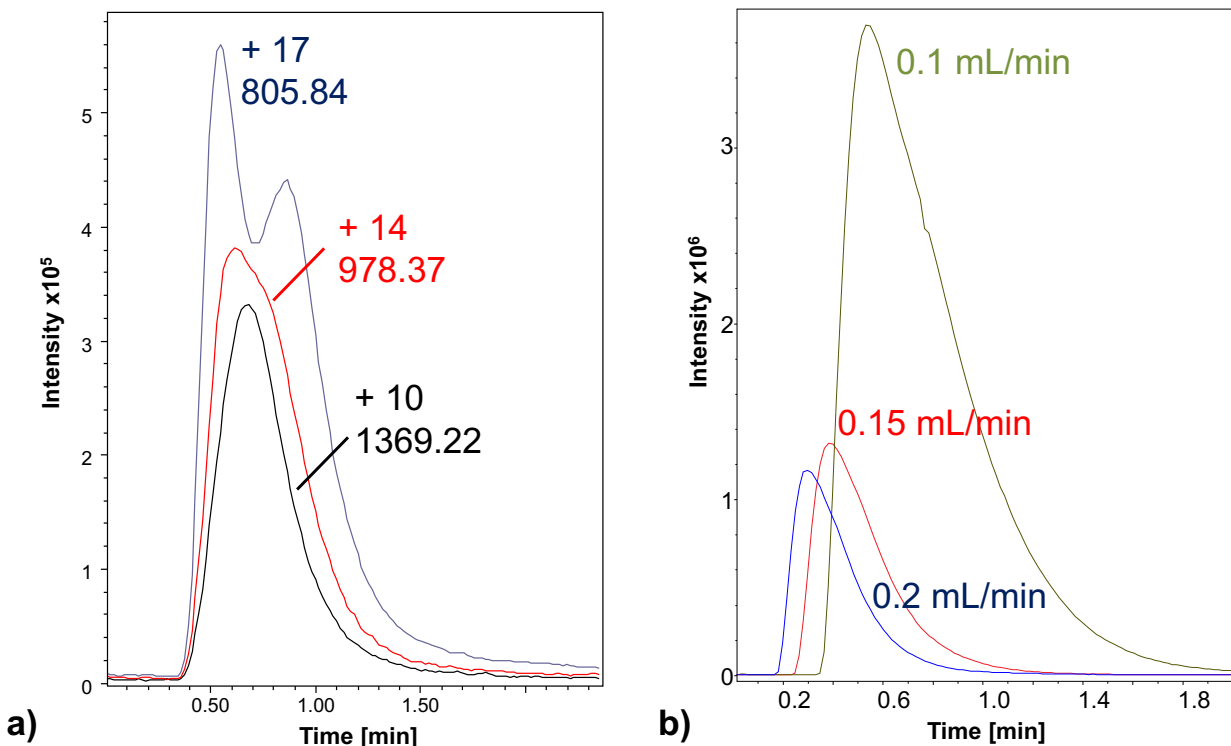 + 17
805.84
+ 14
978.37
+ 10
1369.22
Intensity x10⁵
5
4
3
2
1
0
0.50 1.00 1.50
Time [min]
a)
0.1 mL/min
0.15 mL/min
0.2 mL/min
Intensity x10⁶
3
2
1
0
0.2 0.6 1.0 1.4 1.8
Time [min]
b)